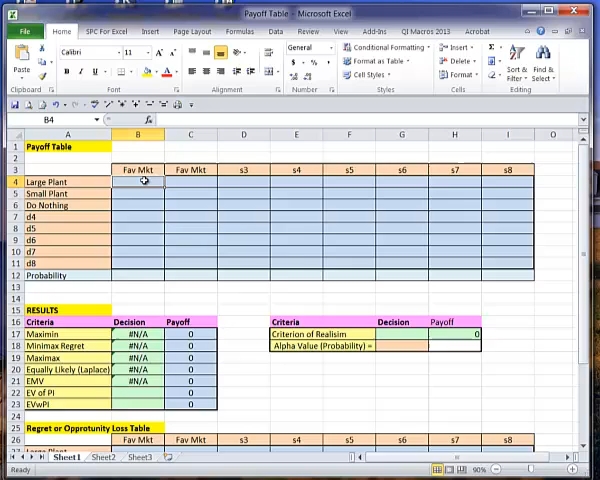 Payoff Table - Microsoft Excel
File Home SPC For Excel Insert Page Layout Formulas Data Review View Add-Ins QI Macros 2013 Acrobat
Paste Calibri 11 General Conditional Formatting Insert Sort & Filter Find & Select
B I U $ % , Format as Table Delete
Cell Styles Format
Clipboard Font Alignment Number Styles Cells Editing
B4 fx
A B C D E F G H I O
1 Payoff Table
2
3 Fav Mkt Fav Mkt s3 s4 s5 s6 s7 s8
4 Large Plant
5 Small Plant
6 Do Nothing
7 d4
8 d5
9 d6
10 d7
11 d8
12 Probability
13
14
15 RESULTS
16 Criteria Decision Payoff Criteria Decision Payoff
17 Maximin #N/A 0 Criterion of Realisim 0
18 Minimax Regret #N/A 0 Alpha Value (Probability) =
19 Maximax #N/A 0
20 Equally Likely (Laplace) #N/A 0
21 EMV #N/A 0
22 EV of PI 0
23 EVwPI 0
24
25 Regret or Opprotunity Loss Table
26 Fav Mkt Fav Mkt s3 s4 s5 s6 s7 s8
Sheet1 Sheet2 Sheet3
Ready 90%